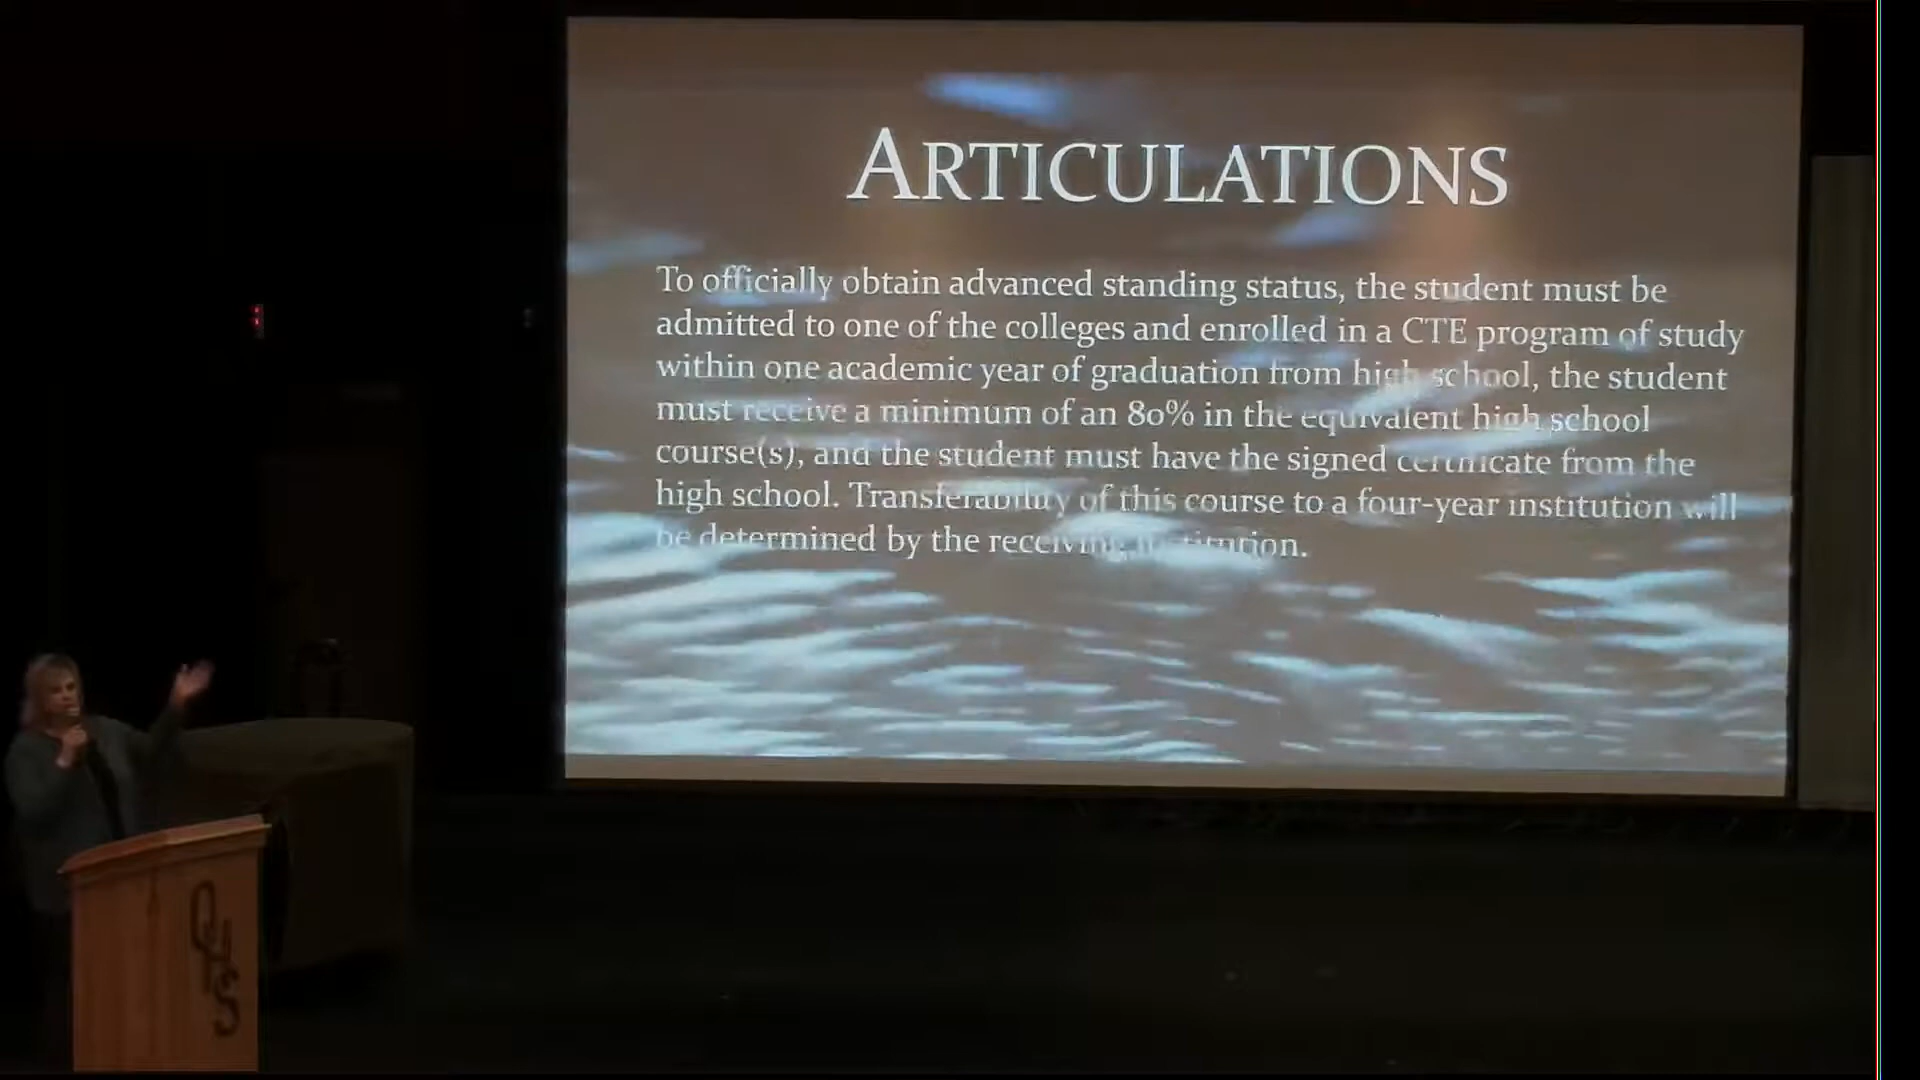 ARTICULATIONS
To officially obtain advanced standing status, the student must be
admitted to one of the colleges and enrolled in a CTE program of study
within one academic year of graduation from high school, the student
must receive a minimum of an 80% in the equivalent high school
course(s), and the student must have the signed certificate from the
high school. Transferability of this course to a four-year institution will
be determined by the receiving institution.
OHS